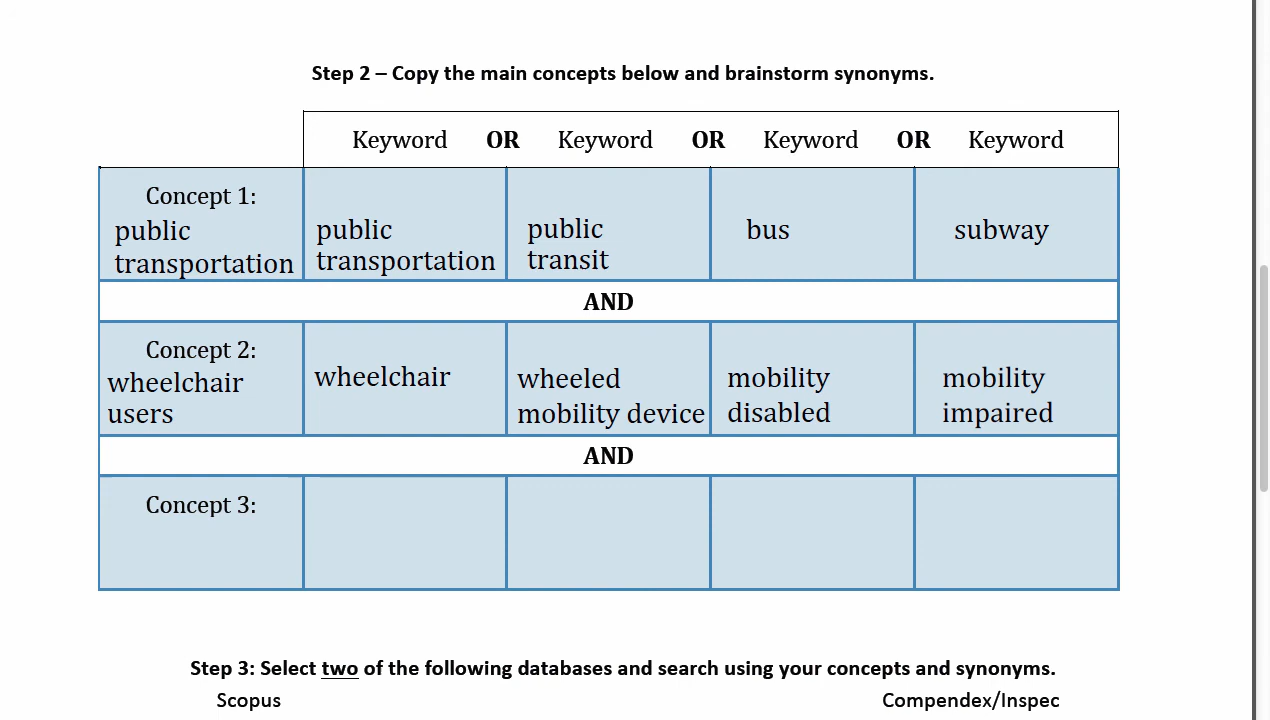 Step 2 – Copy the main concepts below and brainstorm synonyms.
Keyword OR Keyword OR Keyword OR Keyword
Concept 1:
public
transportation
public
transportation
public
transit
bus
subway
AND
Concept 2:
wheelchair
users
wheelchair
wheeled
mobility device
mobility
disabled
mobility
impaired
AND
Concept 3:
Step 3: Select two of the following databases and search using your concepts and synonyms.
Scopus
Compendex/Inspec